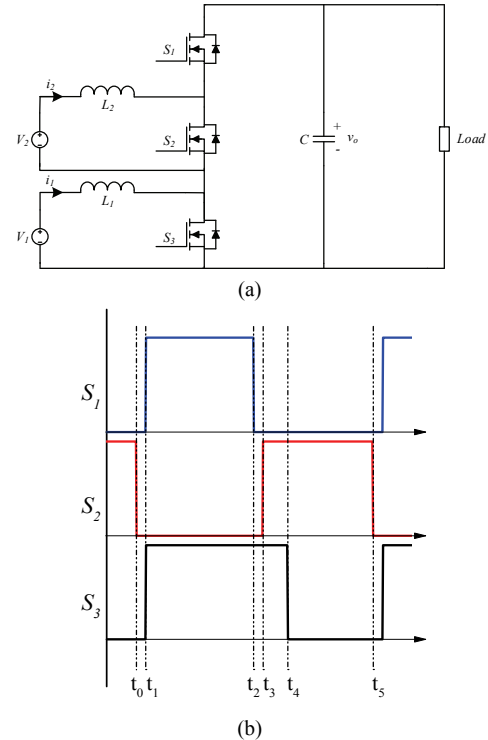 S1
i2
L2
V2
S2
C
+
vo
-
Load
i1
L1
V1
S3
(a)
S1
S2
S3
t0 t1 t2 t3 t4 t5
(b)